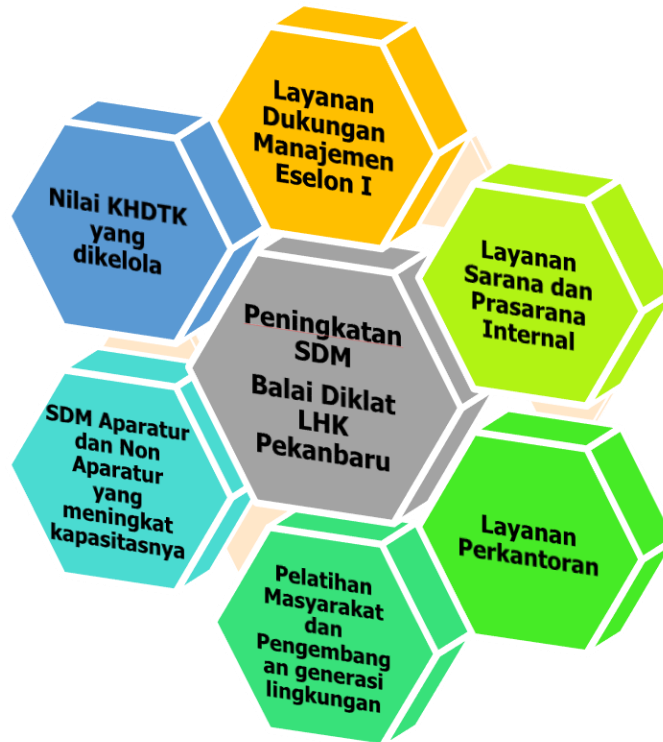 Layanan
Dukungan
Manajemen
Eselon I
Nilai KHDTK
yang
dikelola
Layanan
Sarana dan
Prasarana
Internal
Peningkatan
SDM
Balai Diklat
LHK
Pekanbaru
SDM Aparatur
dan Non
Aparatur
yang
meningkat
kapasitasnya
Layanan
Perkantoran
Pelatihan
Masyarakat
dan
Pengembang
an generasi
lingkungan